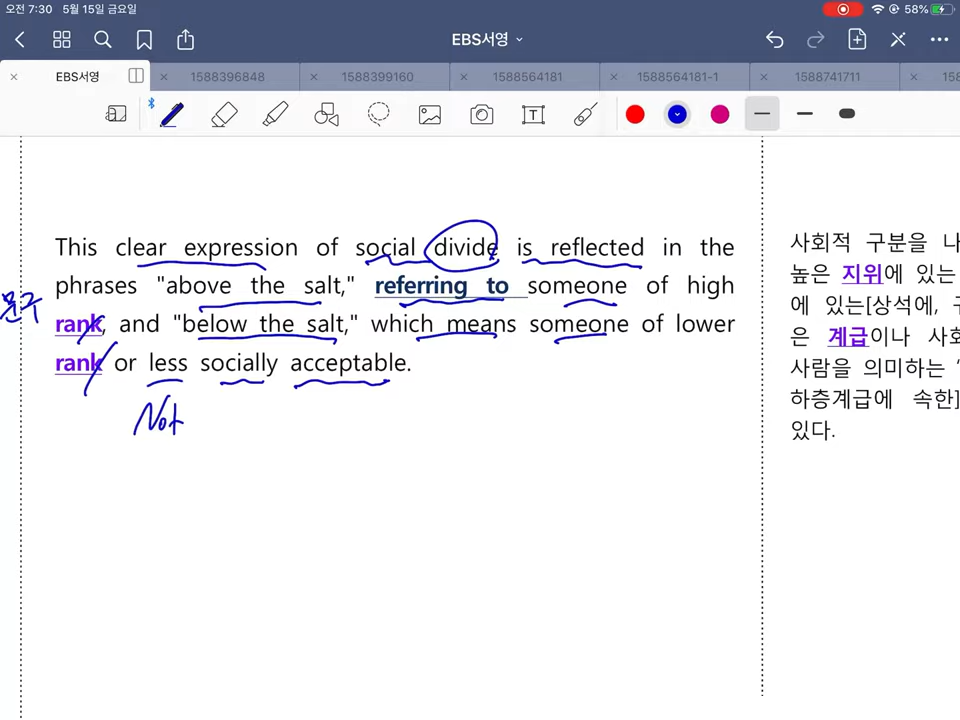 오전 7:30 5월 15일 금요일
58%
EBS서영
EBS서영
1588396848
1588399160
1588564181
1588564181-1
1588741711
158
This clear expression of social divide is reflected in the
phrases "above the salt," referring to someone of high
문구
rank, and "below the salt," which means someone of lower
rank or less socially acceptable.
Not
사회적 구분을 나
높은 지위에 있는
에 있는[상석에,
은 계급이나 사회
사람을 의미하는 "
하층계급에 속한]
있다.